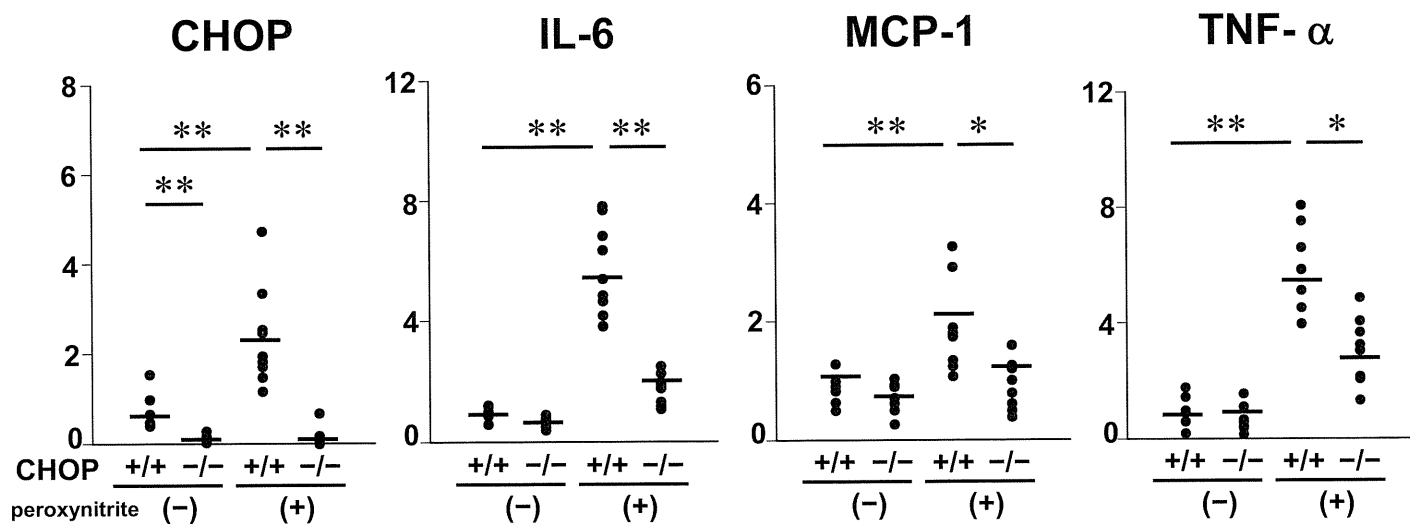 CHOP IL-6 MCP-1 TNF- α
8 12 6 12
** ** ** ** ** * ** *
6 8 4 8
**
4 4 2 4
2
0 0 0 0
CHOP +/+ −/− +/+ −/− +/+ −/− +/+ −/− +/+ −/− +/+ −/− +/+ −/− +/+ −/−
peroxynitrite (−) (+) (−) (+) (−) (+) (−) (+)